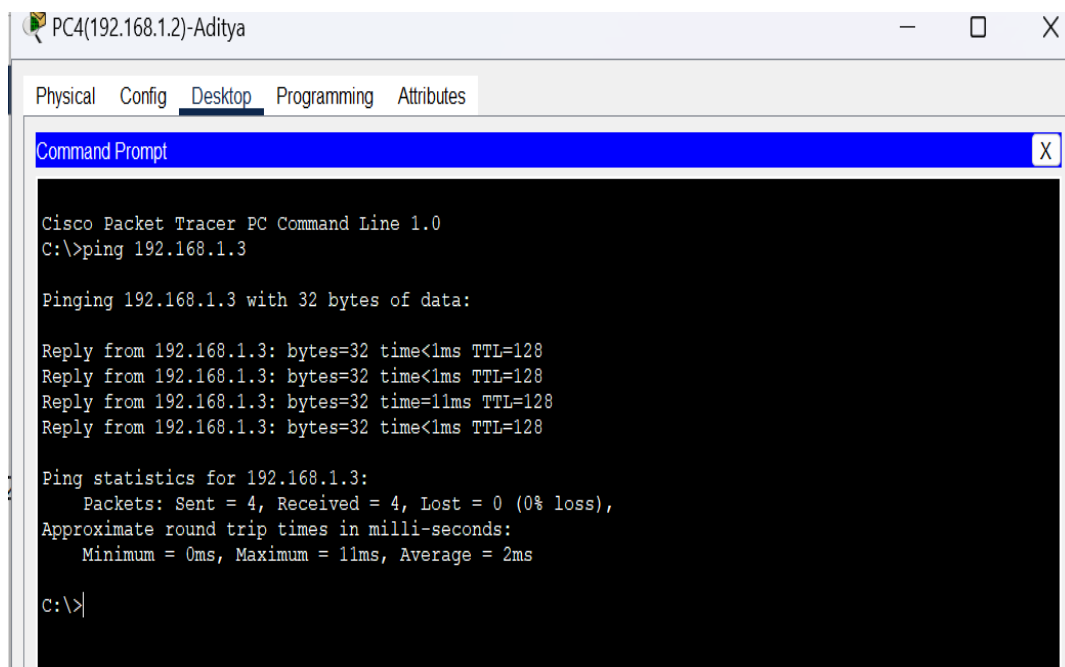 PC4(192.168.1.2)-Aditya
Physical Config Desktop Programming Attributes
Command Prompt X
Cisco Packet Tracer PC Command Line 1.0
C:\>ping 192.168.1.3
Pinging 192.168.1.3 with 32 bytes of data:
Reply from 192.168.1.3: bytes=32 time<1ms TTL=128
Reply from 192.168.1.3: bytes=32 time<1ms TTL=128
Reply from 192.168.1.3: bytes=32 time=11ms TTL=128
Reply from 192.168.1.3: bytes=32 time<1ms TTL=128
Ping statistics for 192.168.1.3:
    Packets: Sent = 4, Received = 4, Lost = 0 (0% loss),
Approximate round trip times in milli-seconds:
    Minimum = 0ms, Maximum = 11ms, Average = 2ms
C:\>